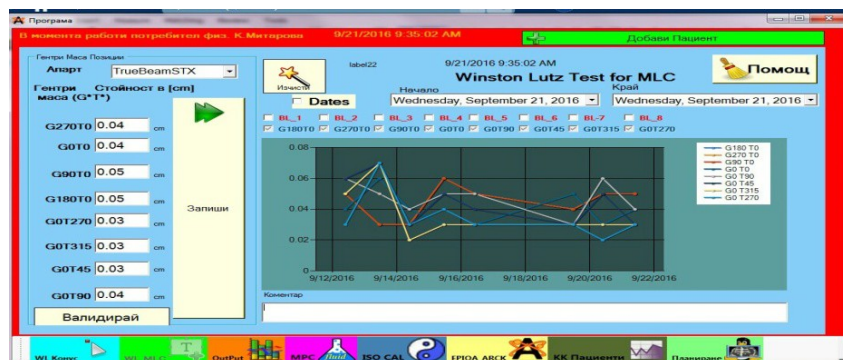 Програма
В момента работи потребител физ. К.Митарова 9/21/2016 9 35 02 AM Добави Пациент
Гентри Маса Позиции
Апарт TrueBeamSTX
Гентри Стойност в [cm]
маса (G*T*)
G270T0 0.04 cm
G0T0 0.04 cm
G90T0 0.05 cm
G180T0 0.05 cm
G0T270 0.03 cm
G0T315 0.03 cm
G0T45 0.03 cm
G0T90 0.04 cm
Запиши
Валидирай
Изчисти
label22
9/21/2016 9:35:02 AM
Winston Lutz Test for MLC
Помощ
Dates
Начало
Wednesday, September 21, 2016
Край
Wednesday, September 21, 2016
BL_1 BL_2 BL_3 BL_4 BL_5 BL_6 BL-7 BL_8
G180T0 G270T0 G90T0 G0T0 G0T90 G0T45 G0T315 G0T270
0.08
0.06
0.04
0.02
0
9/12/2016 9/14/2016 9/16/2016 9/18/2016 9/20/2016 9/22/2016
G180 T0
G270 T0
G90 T0
G0 T0
G0 T90
G0 T45
G0 T315
G0 T270
Коментар
WL Конус WL MLC OutPut MPC ISO CAL EPIQA ARCK КК Пациенти Планиране